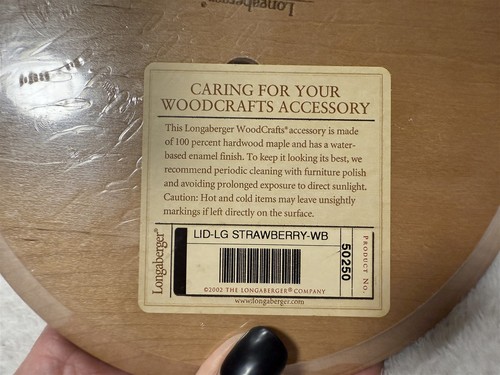 Longaberger®
CARING FOR YOUR
WOODCRAFTS ACCESSORY
This Longaberger WoodCrafts® accessory is made
of 100 percent hardwood maple and has a water-
based enamel finish. To keep it looking its best, we
recommend periodic cleaning with furniture polish
and avoiding prolonged exposure to direct sunlight.
Caution: Hot and cold items may leave unsightly
markings if left directly on the surface.
Longaberger®
LID-LG STRAWBERRY-WB
50250
PRODUCT NO.
©2002 THE LONGABERGER® COMPANY
www.longaberger.com